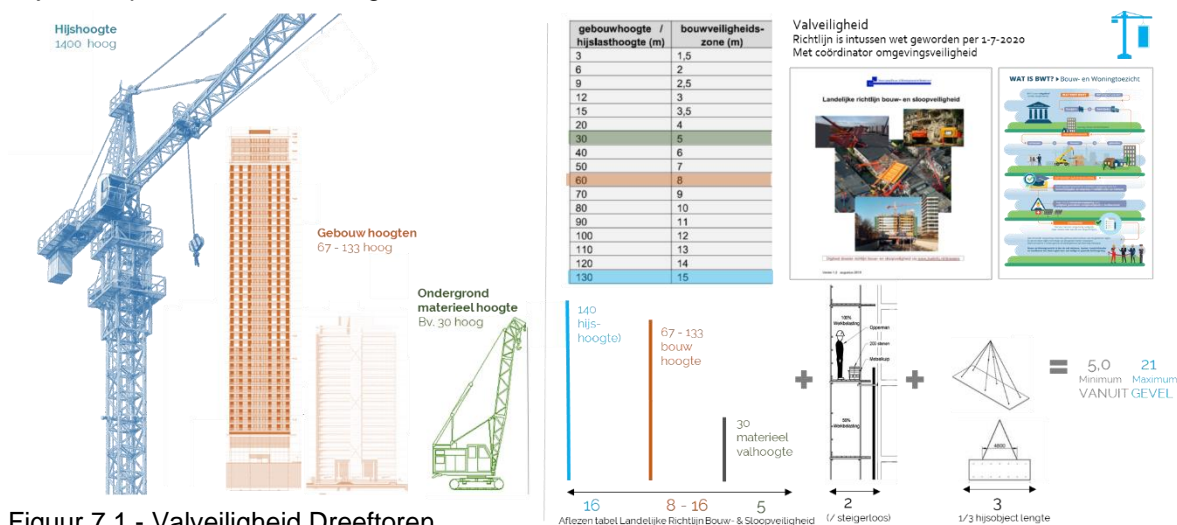 Hijshoogte
1400 hoog
Gebouw hoogten
67 - 133 hoog
Ondergrond
materieel hoogte
Bv. 30 hoog
gebouwhoogte / hijslasthoogte (m) bouwveiligheids-zone (m)
3 1,5
6 2
9 2,5
12 3
15 3,5
20 4
30 5
40 6
50 7
60 8
70 9
80 10
90 11
100 12
110 13
120 14
130 15
Valveiligheid
Richtlijn is intussen wet geworden per 1-7-2020
Met coördinator omgevingsveiligheid
Landelijke richtlijn bouw- en sloopveiligheid
WAT IS BWT? Bouw- en Woningtoezicht
140
hijs-
hoogte)
67 - 133
bouw
hoogte
30
materieel
valhoogte
16 8 - 16 5
Aflezen tabel Landelijke Richtlijn Bouw- & Sloopveiligheid
+
100%
Werkbelasting
50%
Werkbelasting
2
(/ steigerloos)
+
4000
3
1/3 hijsobject lengte
= 5,0 21
Minimum Maximum
VANUIT GEVEL
Figuur 7.1 - Valveiligheid Dreeftoren